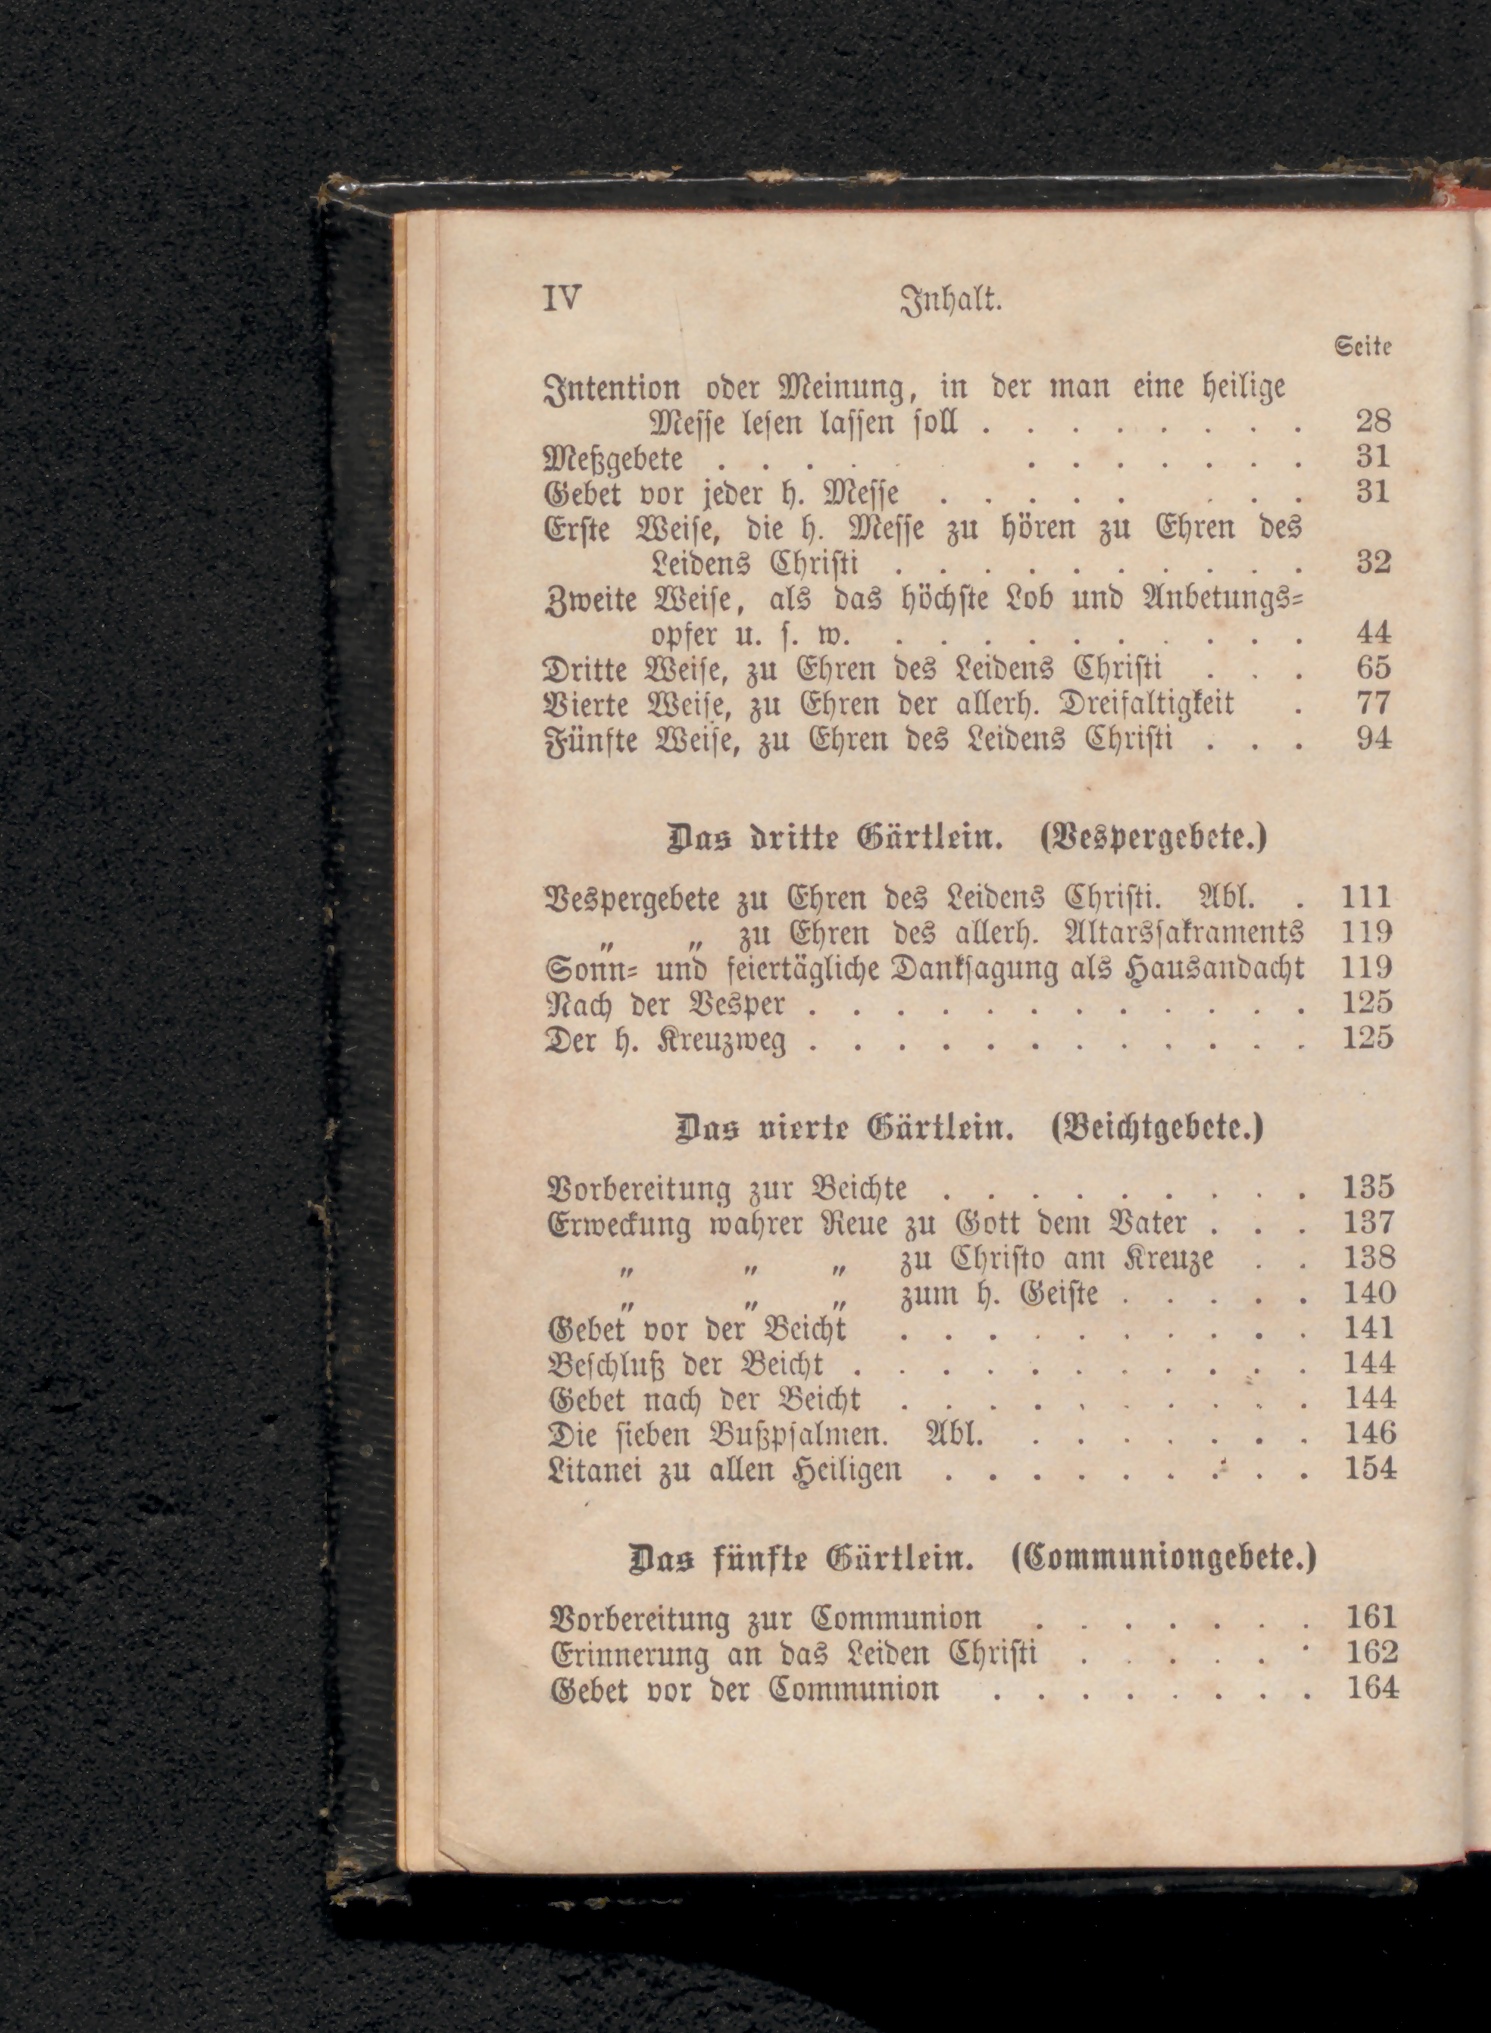 IV Inhalt.
Seite
Intention oder Meinung, in der man eine heilige
Messe lesen lassen soll . . . . . . . . 28
Meßgebete . . . . . . . . . . . 31
Gebet vor jeder h. Messe . . . . . . . . 31
Erste Weise, die h. Messe zu hören zu Ehren des
Leidens Christi . . . . . . . . . . 32
Zweite Weise, als das höchste Lob und Anbetungs-
opfer u. s. w. . . . . . . . . . . 44
Dritte Weise, zu Ehren des Leidens Christi . . . 65
Vierte Weise, zu Ehren der allerh. Dreifaltigkeit . 77
Fünfte Weise, zu Ehren des Leidens Christi . . . 94
Das dritte Gärtlein. (Vespergebete.)
Vespergebete zu Ehren des Leidens Christi. Abl. . 111
„ „ zu Ehren des allerh. Altarssakraments 119
Sonn- und feiertägliche Danksagung als Hausandacht 119
Nach der Vesper . . . . . . . . . . . . 125
Der h. Kreuzweg . . . . . . . . . . . . 125
Das vierte Gärtlein. (Beichtgebete.)
Vorbereitung zur Beichte . . . . . . . . . 135
Erweckung wahrer Reue zu Gott dem Vater . . . 137
„ „ „ zu Christo am Kreuze . . 138
„ „ „ zum h. Geiste . . . . . 140
Gebet vor der Beicht . . . . . . . . . . 141
Beschluß der Beicht . . . . . . . . . . . 144
Gebet nach der Beicht . . . . . . . . . . 144
Die sieben Bußpsalmen. Abl. . . . . . . . 146
Litanei zu allen Heiligen . . . . . . . . . 154
Das fünfte Gärtlein. (Communiongebete.)
Vorbereitung zur Communion . . . . . . . 161
Erinnerung an das Leiden Christi . . . . . . 162
Gebet vor der Communion . . . . . . . . 164